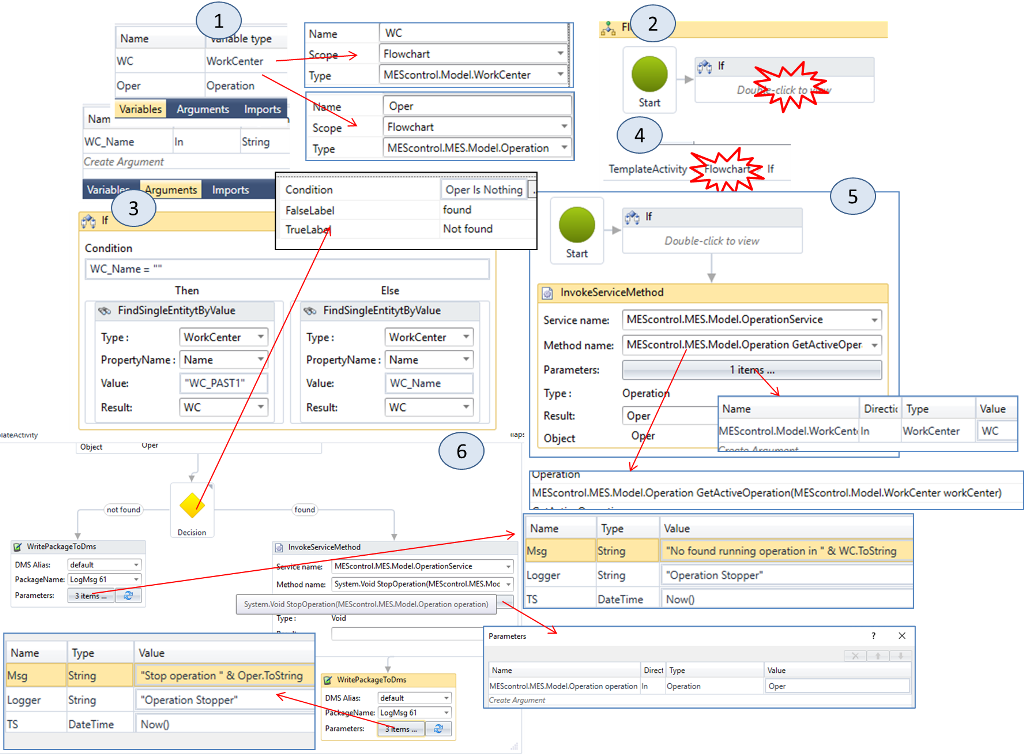 1
Name Variable type
WC WorkCenter
Oper Operation
Variables Arguments Imports
Name WC
Scope Flowchart
Type MEScontrol.Model.WorkCenter
Name Oper
Scope Flowchart
Type MEScontrol.MES.Model.Operation
Nam
WC_Name In String
Create Argument
Variables Arguments Imports
2
Start
If
Double-click to view
4
TemplateActivity Flowchart If
3
If
Condition
WC_Name = ""
Then Else
FindSingleEntitytByValue
Type : WorkCenter
PropertyName : Name
Value: "WC_PAST1"
Result: WC
FindSingleEntitytByValue
Type : WorkCenter
PropertyName : Name
Value: WC_Name
Result: WC
Condition Oper Is Nothing ...
FalseLabel found
TrueLabel Not found
5
Start
If
Double-click to view
InvokeServiceMethod
Service name: MEScontrol.MES.Model.OperationService
Method name: MEScontrol.MES.Model.Operation GetActiveOper
Parameters: 1 items ...
Type : Operation
Result: Oper
Object Oper
Name Directic Type Value
MEScontrol.Model.WorkCente In WorkCenter WC
Create Argument
Operation
MEScontrol.MES.Model.Operation GetActiveOperation(MEScontrol.Model.WorkCenter workCenter)
6
lateActivity
Object Oper
Decision
not found
found
WritePackageToDms
DMS Alias: default
PackageName: LogMsg 61
Parameters: 3 items ...
InvokeServiceMethod
Service name: MEScontrol.MES.Model.OperationService
Method name: System.Void StopOperation(MEScontrol.MES.Moc
System.Void StopOperation(MEScontrol.MES.Model.Operation operation)
Type : Void
Name Type Value
Msg String "No found running operation in " & WC.ToString
Logger String "Operation Stopper"
TS DateTime Now()
Parameters ? X
Name Direct Type Value
MEScontrol.MES.Model.Operation operation In Operation Oper
Create Argument
Name Type Value
Msg String "Stop operation " & Oper.ToString
Logger String "Operation Stopper"
TS DateTime Now()
WritePackageToDms
DMS Alias: default
PackageName: LogMsg 61
Parameters: 3 items ...